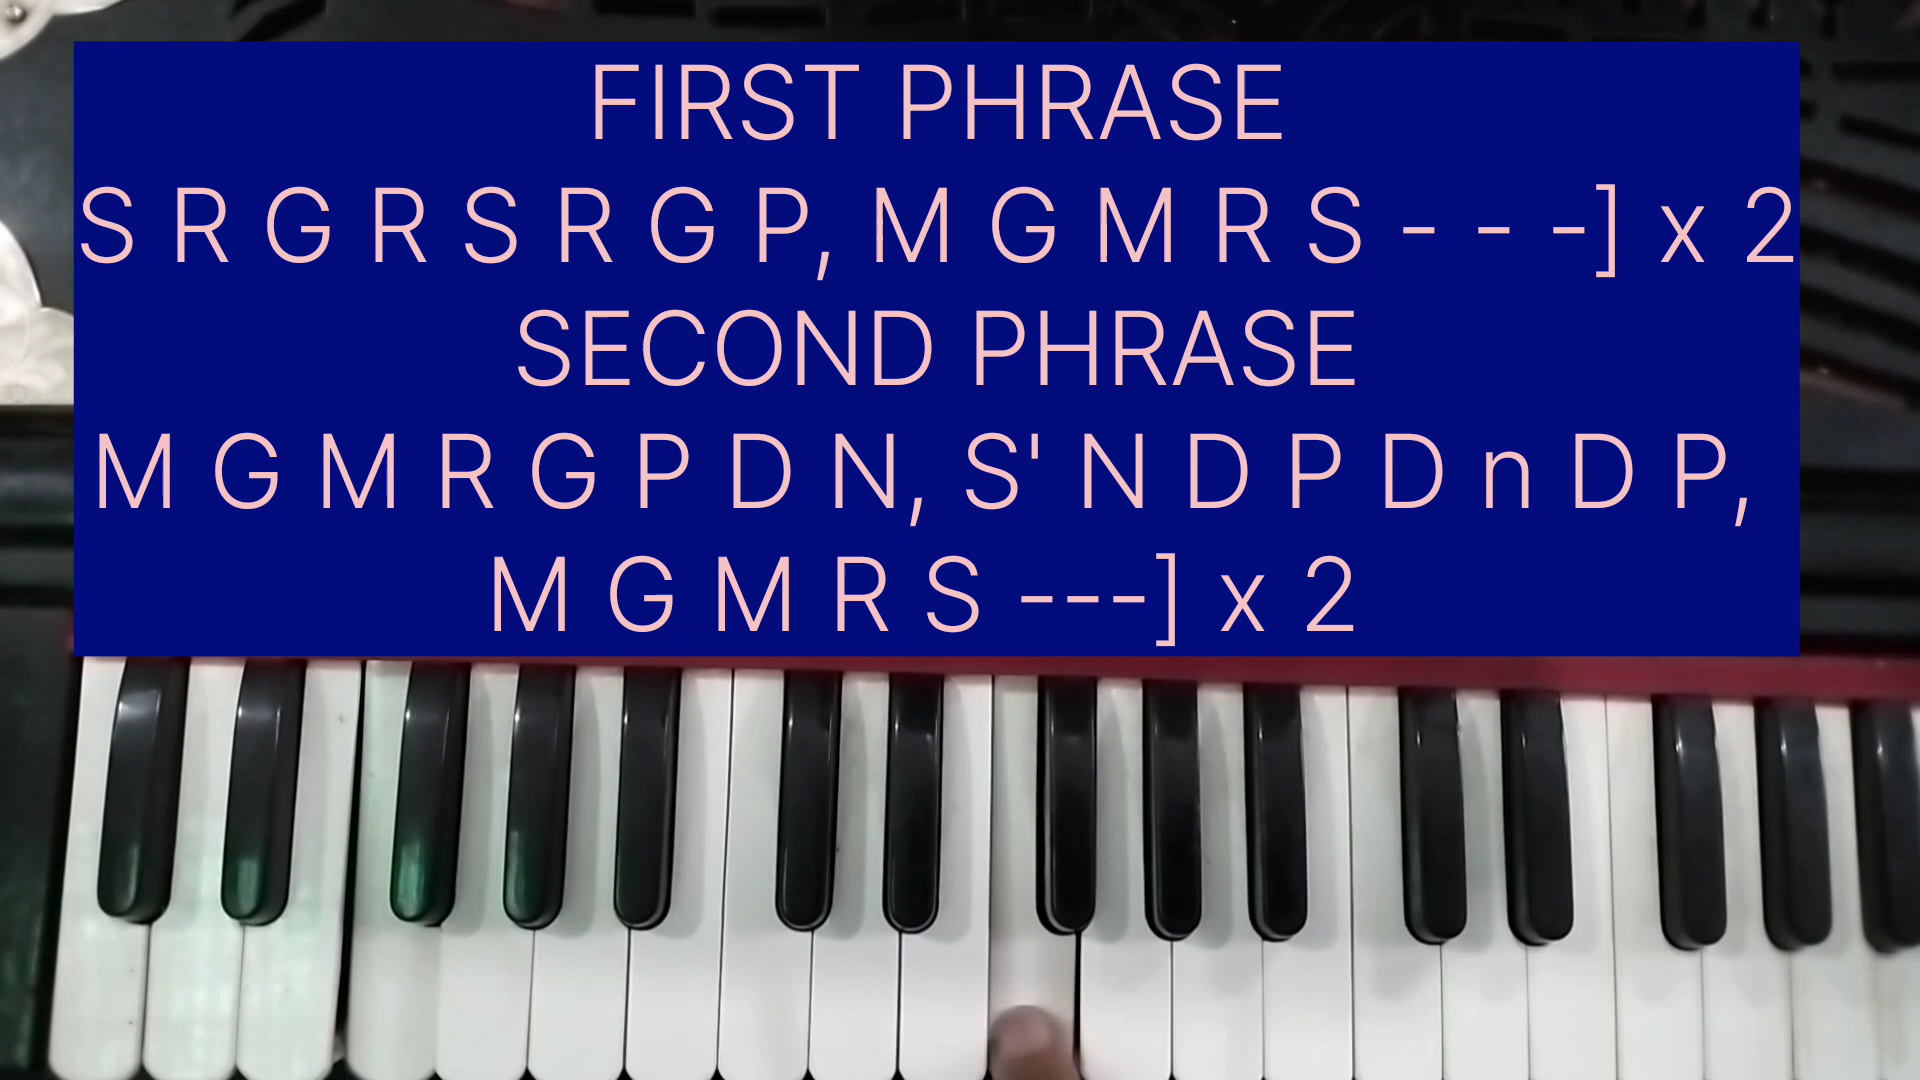 FIRST PHRASE
S R G R S R G P, M G M R S - - -] x 2
SECOND PHRASE
M G M R G P D N, S' N D P D n D P,
M G M R S ---] x 2